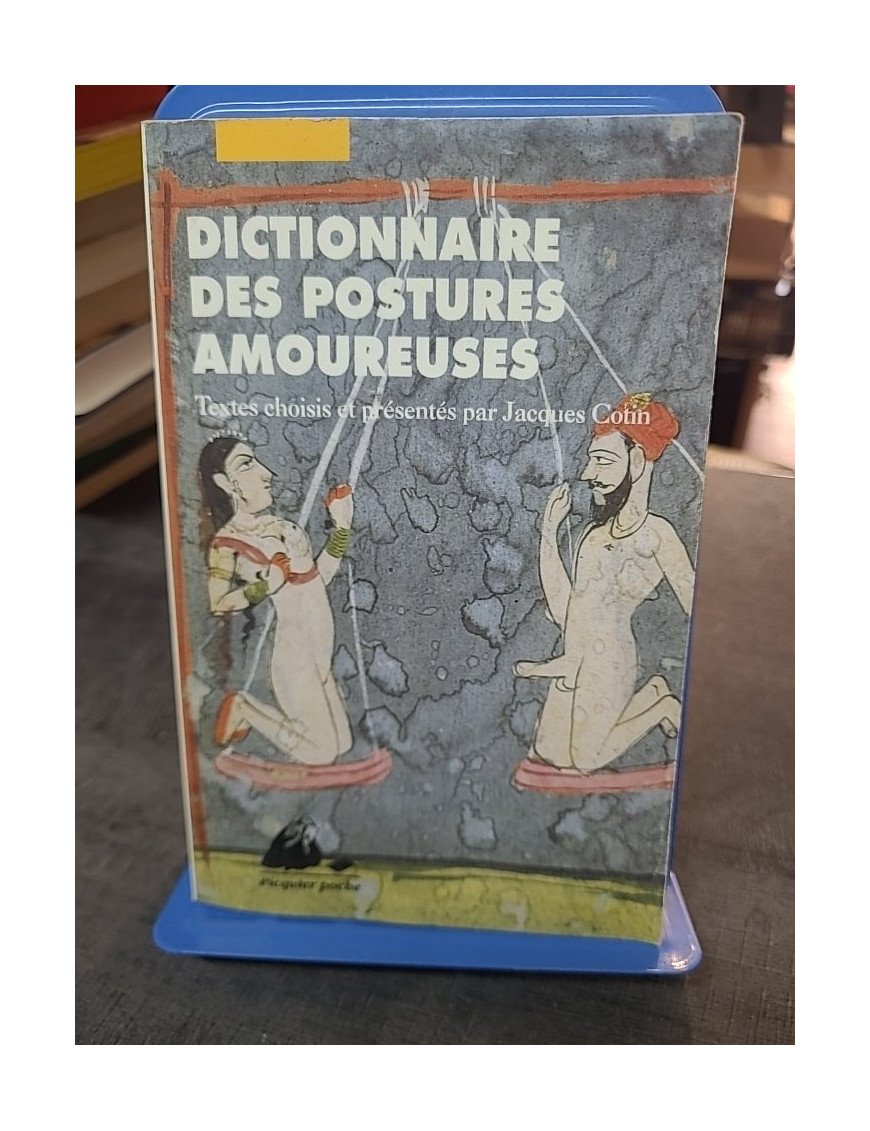 DICTIONNAIRE
DES POSTURES
AMOUREUSES
Textes choisis et présentés par Jacques Cotin
Picquier poche